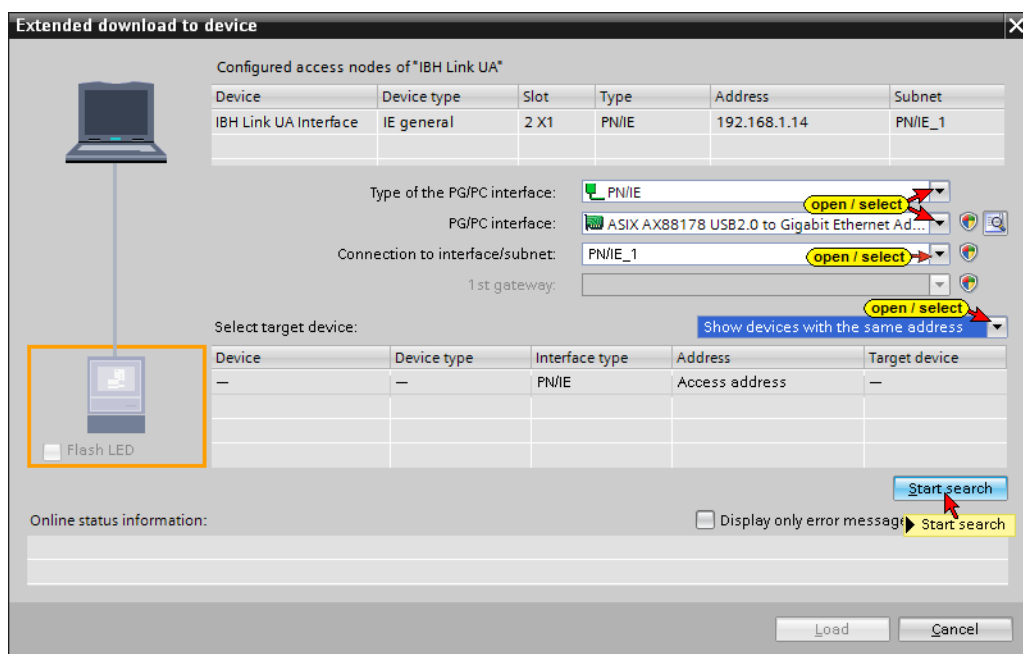 Extended download to device
Configured access nodes of "IBH Link UA"
Device Device type Slot Type Address Subnet
IBH Link UA Interface IE general 2 X1 PN/IE 192.168.1.14 PN/IE_1
Type of the PG/PC interface: PN/IE
open / select
PG/PC interface: ASIX AX88178 USB2.0 to Gigabit Ethernet Ad...
Connection to interface/subnet: PN/IE_1 open / select
1st gateway:
open / select
Select target device: Show devices with the same address
Device Device type Interface type Address Target device
— — PN/IE Access address —
Flash LED
Start search
Online status information: Display only error message
Start search
Load Cancel